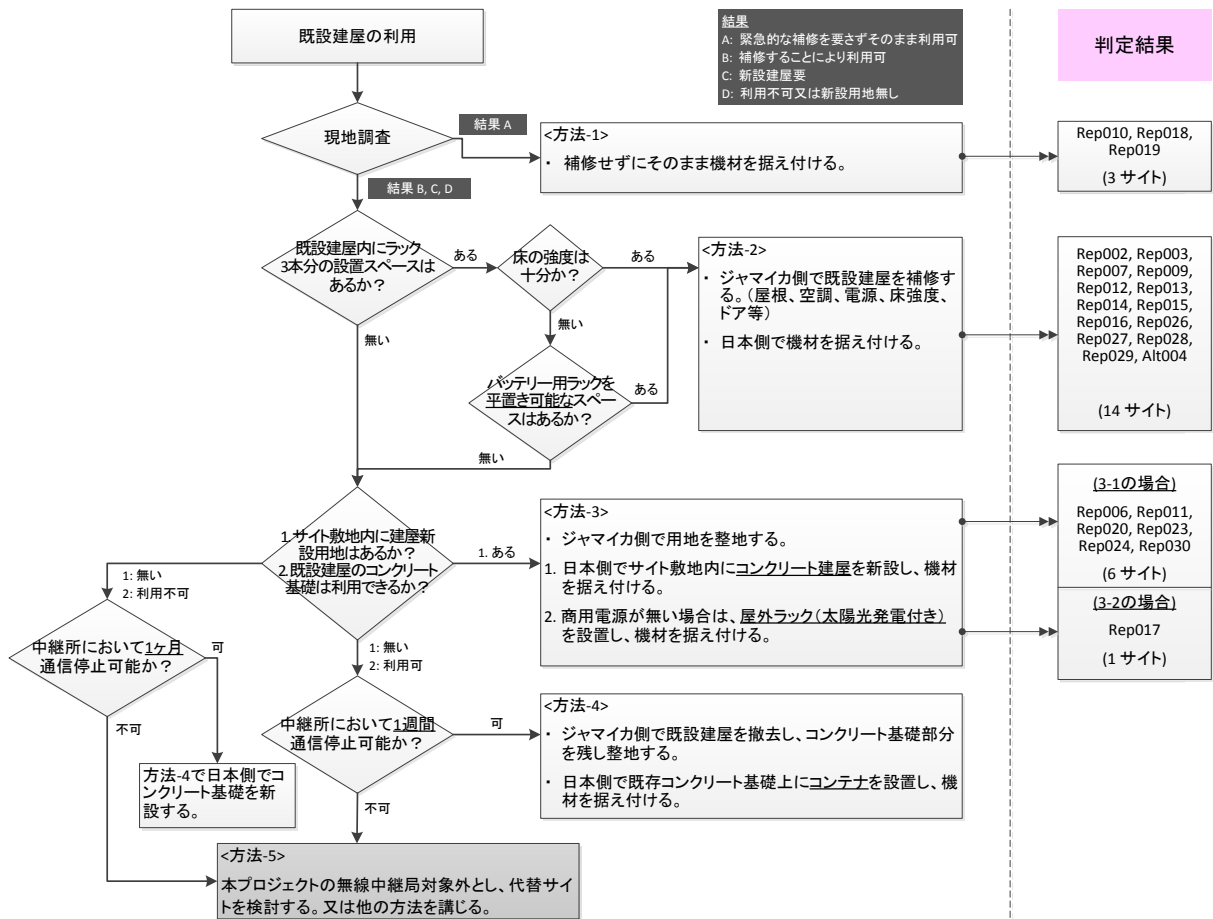 既設建屋の利用
結果
A: 緊急的な補修を要さずそのまま利用可
B: 補修することにより利用可
C: 新設建屋要
D: 利用不可又は新設用地無し
判定結果
現地調査
結果 A
<方法-1>
・ 補修せずにそのまま機材を据え付ける。
Rep010, Rep018,
Rep019
(3 サイト)
結果 B, C, D
既設建屋内にラック
3本分の設置スペースは
あるか？
ある
床の強度は
十分か？
ある
<方法-2>
・ ジャマイカ側で既設建屋を補修す
る。（屋根、空調、電源、床強度、
ドア等）
・ 日本側で機材を据え付ける。
Rep002, Rep003,
Rep007, Rep009,
Rep012, Rep013,
Rep014, Rep015,
Rep016, Rep026,
Rep027, Rep028,
Rep029, Alt004
(14 サイト)
無い
無い
バッテリー用ラックを
平置き可能なスペー
スはあるか？
ある
無い
1. サイト敷地内に建屋新
設用地はあるか？
2. 既設建屋のコンクリート
基礎は利用できるか？
1. ある
<方法-3>
・ ジャマイカ側で用地を整地する。
1. 日本側でサイト敷地内にコンクリート建屋を新設し、機材
を据え付ける。
2. 商用電源が無い場合は、屋外ラック（太陽光発電付き）
を設置し、機材を据え付ける。
(3-1の場合)
Rep006, Rep011,
Rep020, Rep023,
Rep024, Rep030
(6 サイト)
(3-2の場合)
Rep017
(1 サイト)
1: 無い
2: 利用不可
中継所において1ヶ月
通信停止可能か？
可
不可
方法-4で日本側でコ
ンクリート基礎を新
設する。
1: 無い
2: 利用可
中継所において1週間
通信停止可能か？
可
不可
<方法-4>
・ ジャマイカ側で既設建屋を撤去し、コンクリート基礎部分
を残し整地する。
・ 日本側で既存コンクリート基礎上にコンテナを設置し、機
材を据え付ける。
<方法-5>
本プロジェクトの無線中継局対象外とし、代替サイ
トを検討する。又は他の方法を講じる。